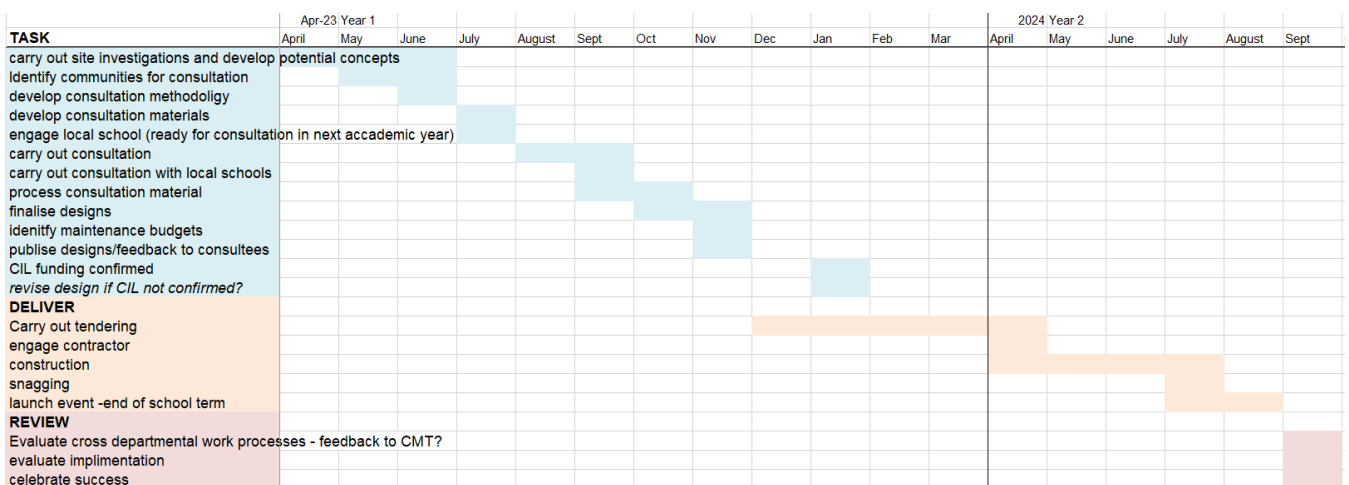 Apr-23 Year 1 2024 Year 2
TASK April May June July August Sept Oct Nov Dec Jan Feb Mar April May June July August Sept
carry out site investigations and develop potential concepts
Identify communities for consultation
develop consultation methodoligy
develop consultation materials
engage local school (ready for consultation in next accademic year)
carry out consultation
carry out consultation with local schools
process consultation material
finalise designs
idenitfy maintenance budgets
publise designs/feedback to consultees
CIL funding confirmed
revise design if CIL not confirmed?
DELIVER
Carry out tendering
engage contractor
construction
snagging
launch event -end of school term
REVIEW
Evaluate cross departmental work processes - feedback to CMT?
evaluate implimentation
celebrate success